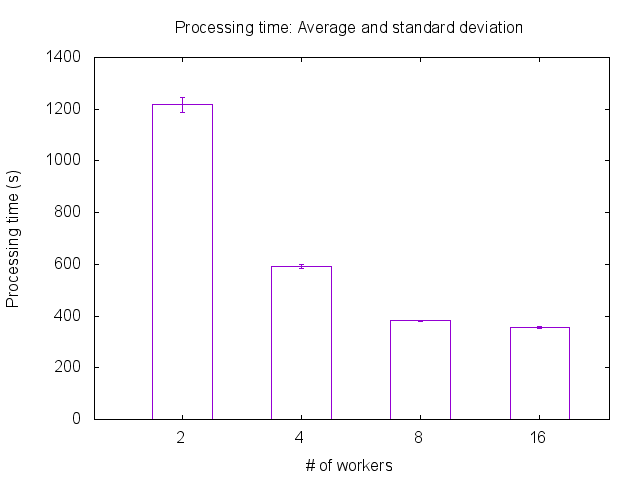 Processing time: Average and standard deviation
1400
1200
1000
800
600
400
200
0
Processing time (s)
2 4 8 16
# of workers